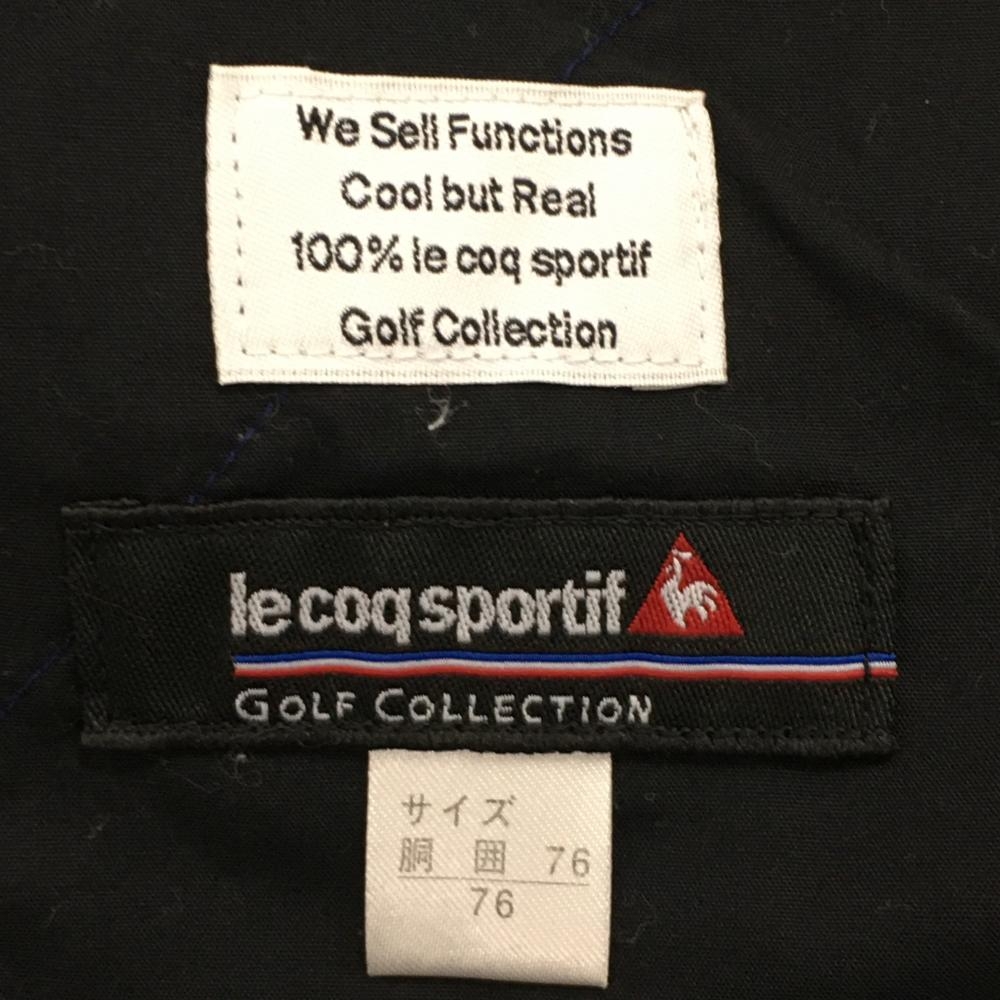 We Sell Functions
Cool but Real
100% le coq sportif
Golf Collection
le coq sportif
GOLF COLLECTION
サイズ
胴 囲 76
76